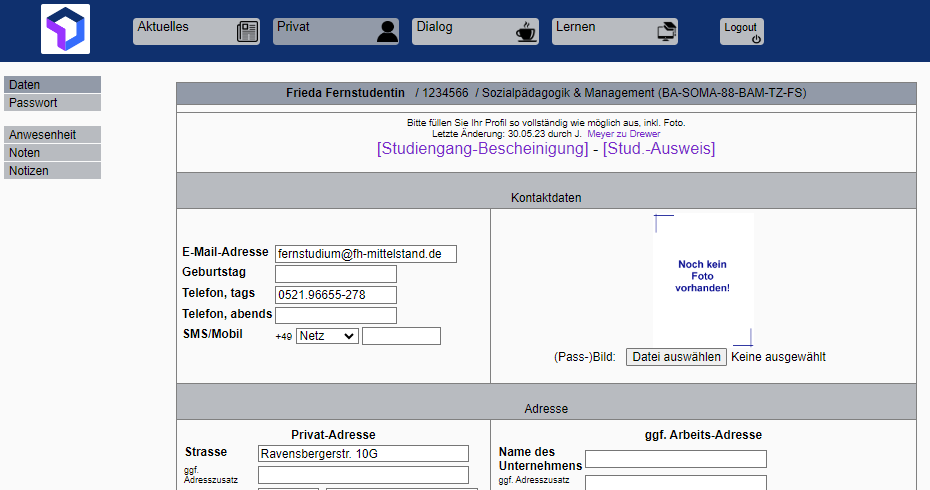 Aktuelles
Privat
Dialog
Lernen
Logout
Daten
Passwort
Anwesenheit
Noten
Notizen
Frieda Fernstudentin / 1234566 / Sozialpädagogik & Management (BA-SOMA-88-BAM-TZ-FS)
Bitte füllen Sie Ihr Profil so vollständig wie möglich aus, inkl. Foto.
Letzte Änderung: 30.05.23 durch J. Meyer zu Drewer
[Studiengang-Bescheinigung] - [Stud.-Ausweis]
Kontaktdaten
E-Mail-Adresse fernstudium@fh-mittelstand.de
Geburtstag
Telefon, tags 0521.96655-278
Telefon, abends
SMS/Mobil +49 Netz
Noch kein
Foto
vorhanden!
(Pass-)Bild: Datei auswählen Keine ausgewählt
Adresse
Privat-Adresse
Strasse Ravensbergerstr. 10G
ggf.
Adresszusatz
ggf. Arbeits-Adresse
Name des
Unternehmens
ggf. Adresszusatz